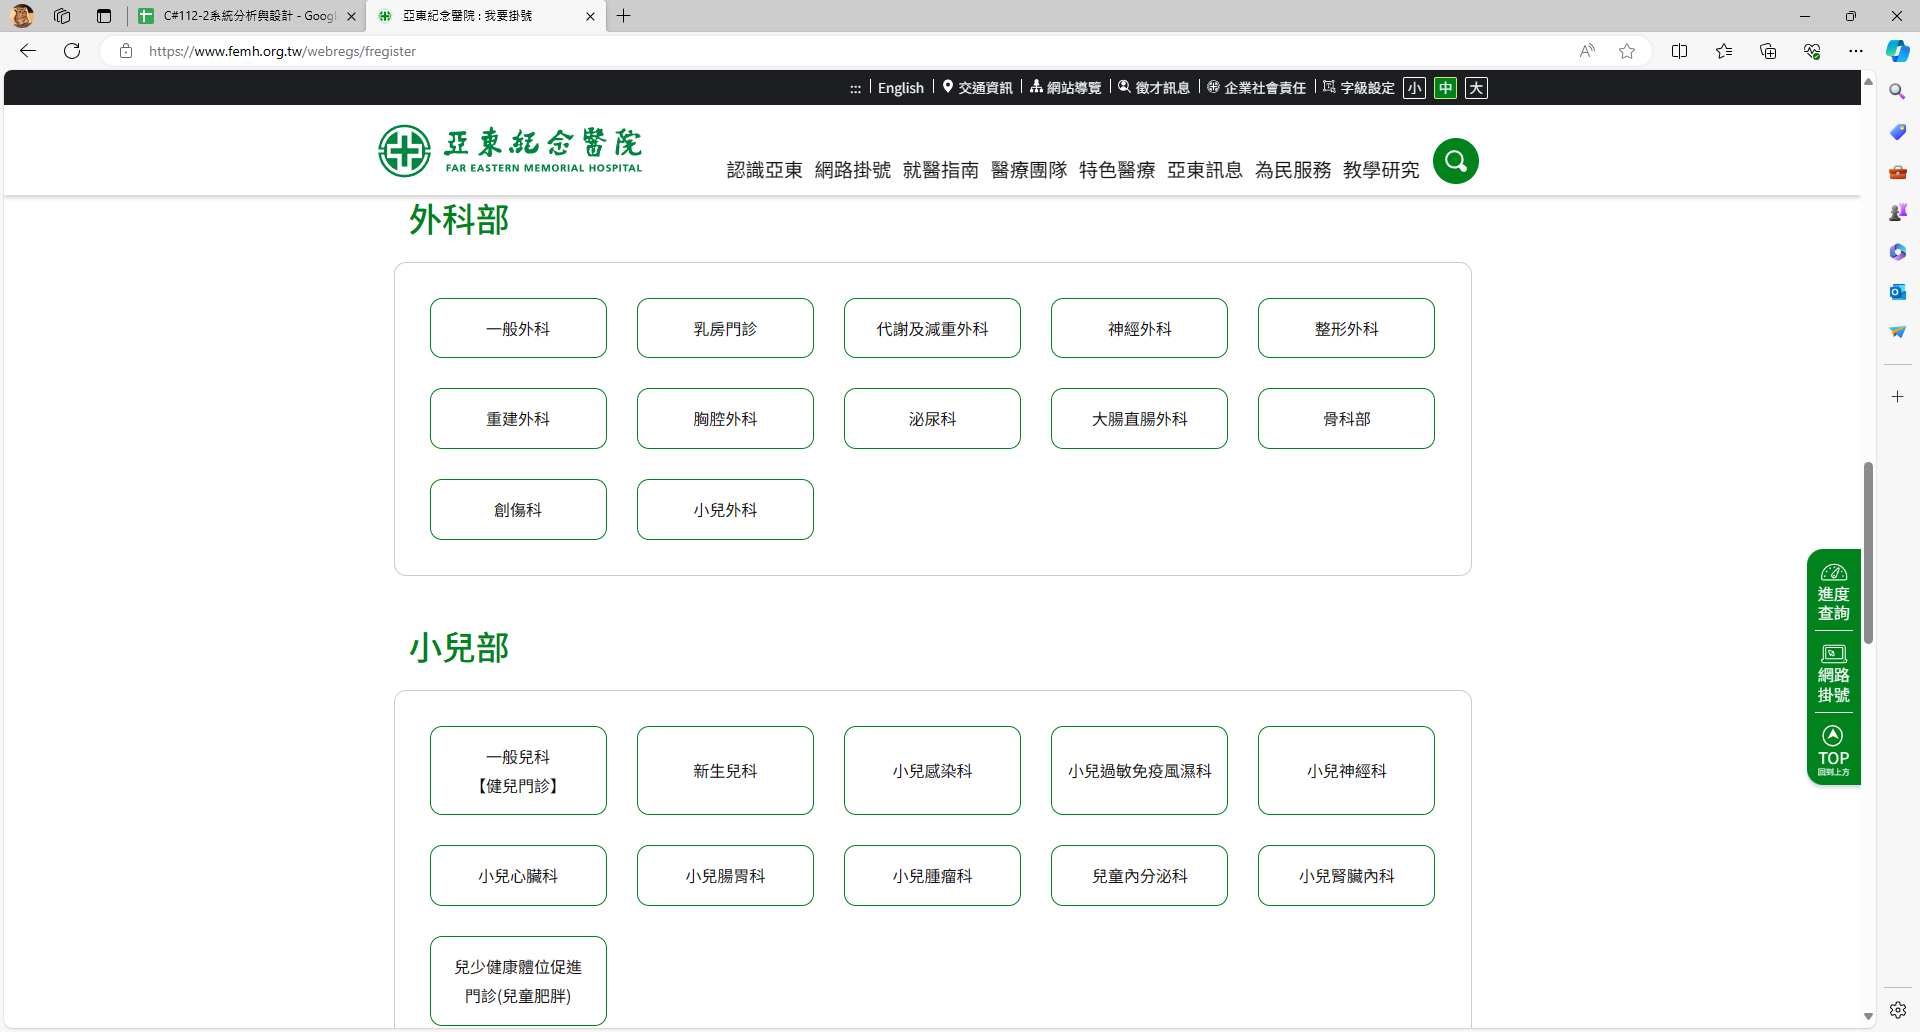 C#112-2系統分析與設計 - Goog
亞東紀念醫院 : 我要掛號
https://www.femh.org.tw/webregs/fregister
:::
English
交通資訊
網站導覽
徵才訊息
企業社會責任
字級設定
小
中
大
亞東紀念醫院
FAR EASTERN MEMORIAL HOSPITAL
認識亞東 網路掛號 就醫指南 醫療團隊 特色醫療 亞東訊息 為民服務 教學研究
外科部
一般外科
乳房門診
代謝及減重外科
神經外科
整形外科
重建外科
胸腔外科
泌尿科
大腸直腸外科
骨科部
創傷科
小兒外科
進度
查詢
網路
掛號
TOP
回到上方
小兒部
一般兒科
【健兒門診】
新生兒科
小兒感染科
小兒過敏免疫風濕科
小兒神經科
小兒心臟科
小兒腸胃科
小兒腫瘤科
兒童內分泌科
小兒腎臟內科
兒少健康體位促進
門診(兒童肥胖)